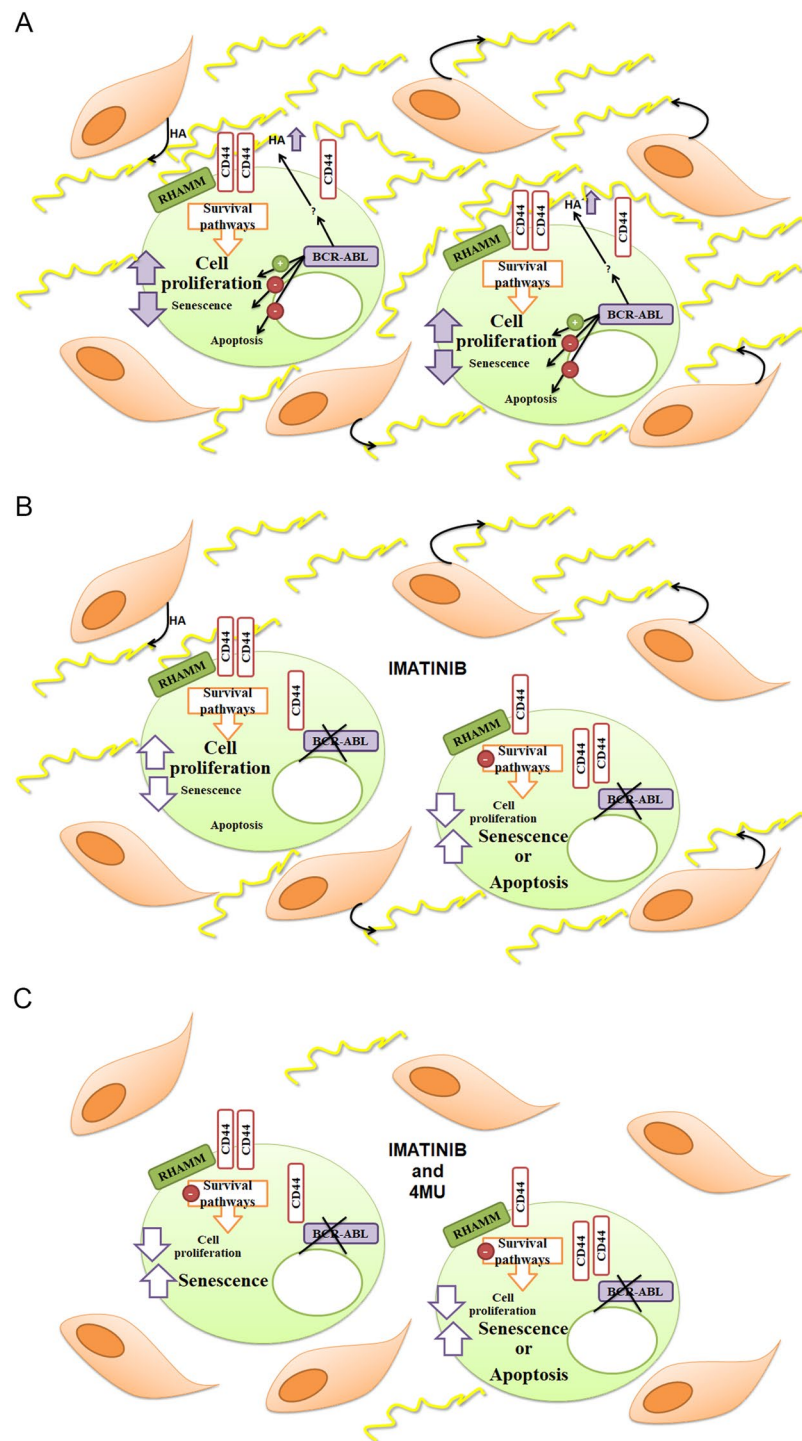 A
HA
CD44
CD44
HA
CD44
RHAMM
Survival
pathways
?
BCR-ABL
+
Cell
proliferation
-
Senescence
-
Apoptosis
CD44
CD44
HA
CD44
RHAMM
Survival
pathways
?
BCR-ABL
+
Cell
proliferation
-
Senescence
-
Apoptosis
B
HA
CD44
CD44
RHAMM
IMATINIB
Survival
pathways
CD44
BCR-ABL
Cell
proliferation
Senescence
Apoptosis
CD44
RHAMM
-
Survival
pathways
CD44
CD44
BCR-ABL
Cell
proliferation
Senescence
or
Apoptosis
C
CD44
CD44
RHAMM
IMATINIB
and
4MU
-
Survival
pathways
CD44
BCR-ABL
Cell
proliferation
Senescence
CD44
RHAMM
-
Survival
pathways
CD44
CD44
BCR-ABL
Cell
proliferation
Senescence
or
Apoptosis